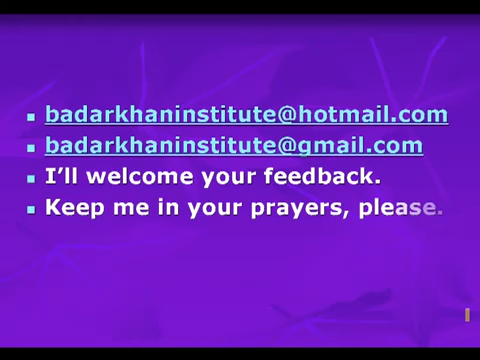 badarkhaninstitute@hotmail.com
badarkhaninstitute@gmail.com
I’ll welcome your feedback.
Keep me in your prayers, please.